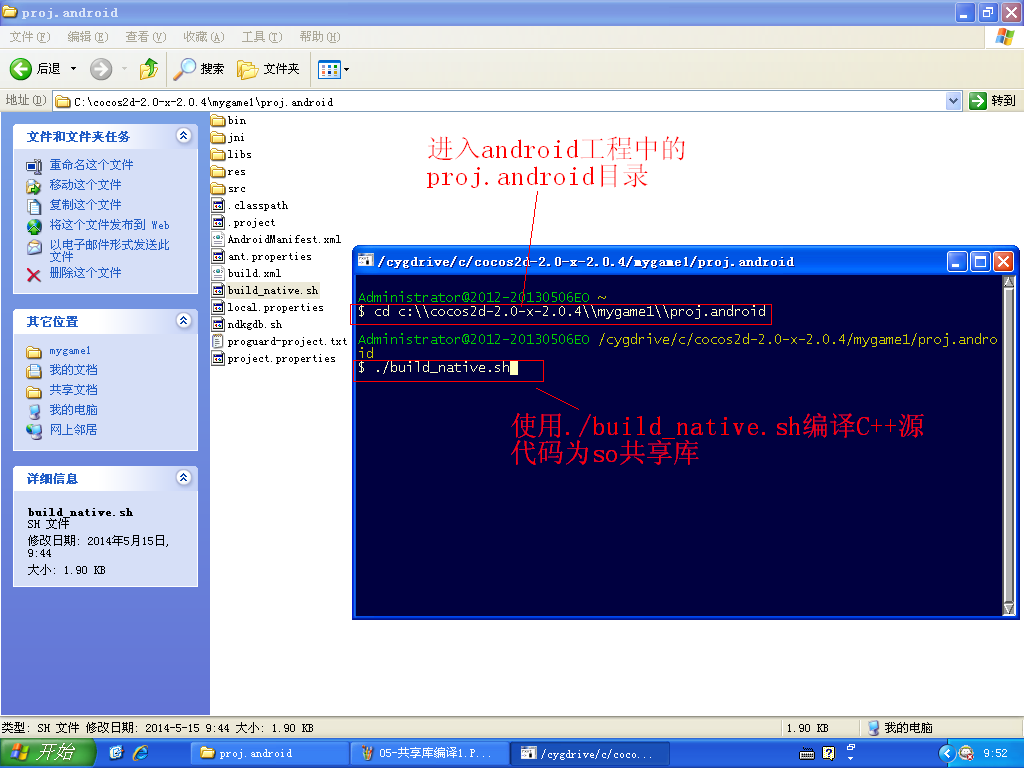 proj.android
文件(F) 编辑(E) 查看(V) 收藏(A) 工具(T) 帮助(H)
后退 搜索 文件夹
地址(D) C:\cocos2d-2.0-x-2.0.4\mygame1\proj.android 转到
文件和文件夹任务
重命名这个文件
移动这个文件
复制这个文件
将这个文件发布到 Web
以电子邮件形式发送此
文件
删除这个文件
其它位置
mygame1
我的文档
共享文档
我的电脑
网上邻居
详细信息
build_native.sh
SH 文件
修改日期: 2014年5月15日,
9:44
大小: 1.90 KB
bin
jni
libs
res
src
.classpath
.project
AndroidManifest.xml
ant.properties
build.xml
build_native.sh
local.properties
ndkgdb.sh
proguard-project.txt
project.properties
进入android工程中的
proj.android目录
/cygdrive/c/cocos2d-2.0-x-2.0.4/mygame1/proj.android
Administrator@2012-20130506EO ~
$ cd c:\\cocos2d-2.0-x-2.0.4\\mygame1\\proj.android
Administrator@2012-20130506EO /cygdrive/c/cocos2d-2.0-x-2.0.4/mygame1/proj.andro
id
$ ./build_native.sh
使用./build_native.sh编译C++源
代码为so共享库
类型: SH 文件 修改日期: 2014-5-15 9:44 大小: 1.90 KB 1.90 KB 我的电脑
开始 proj.android 05-共享库编译1.P... /cygdrive/c/coco... 9:52